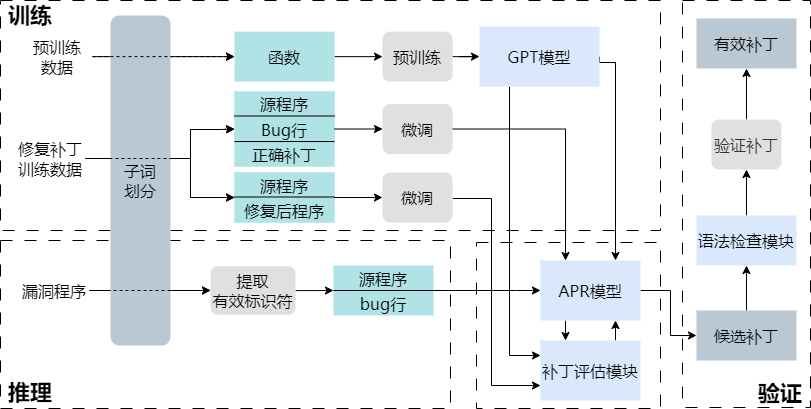 训练
预训练
数据
函数
预训练
GPT模型
有效补丁
修复补丁
训练数据
子词
划分
源程序
Bug行
正确补丁
微调
验证补丁
源程序
修复后程序
微调
语法检查模块
漏洞程序
提取
有效标识符
源程序
bug行
APR模型
候选补丁
补丁评估模块
推理
验证